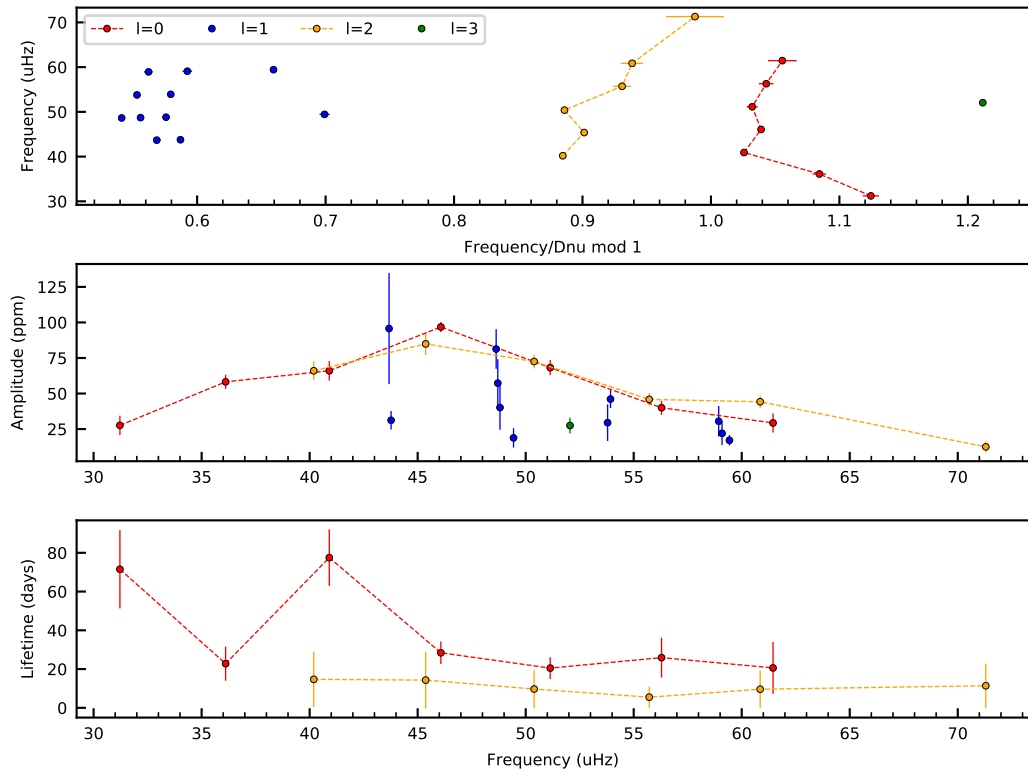 l=0 l=1 l=2 l=3
Frequency (uHz)
70
60
50
40
30
0.6 0.7 0.8 0.9 1.0 1.1 1.2
Frequency/Dnu mod 1
Amplitude (ppm)
125
100
75
50
25
30 35 40 45 50 55 60 65 70
Lifetime (days)
80
60
40
20
0
30 35 40 45 50 55 60 65 70
Frequency (uHz)